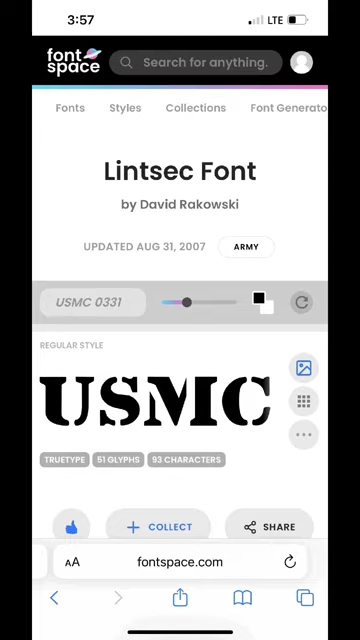 3:57
LTE
font
space
Search for anything.
Fonts Styles Collections Font Generato
Lintsec Font
by David Rakowski
UPDATED AUG 31, 2007 ARMY
USMC 0331
REGULAR STYLE
USMC
TRUETYPE 51 GLYPHS 93 CHARACTERS
COLLECT SHARE
AA fontspace.com